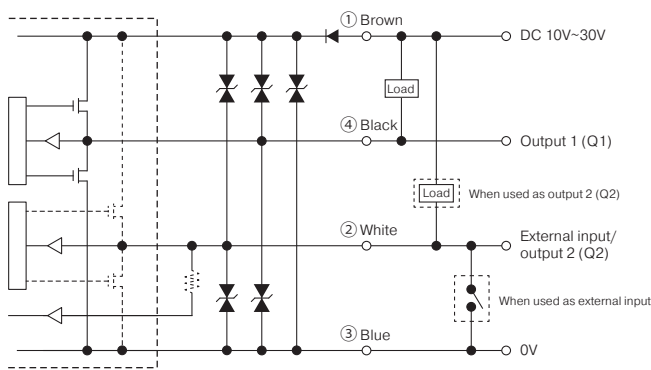 ① Brown
DC 10V~30V
Load
④ Black
Output 1 (Q1)
Load
When used as output 2 (Q2)
② White
External input/
output 2 (Q2)
When used as external input
③ Blue
0V